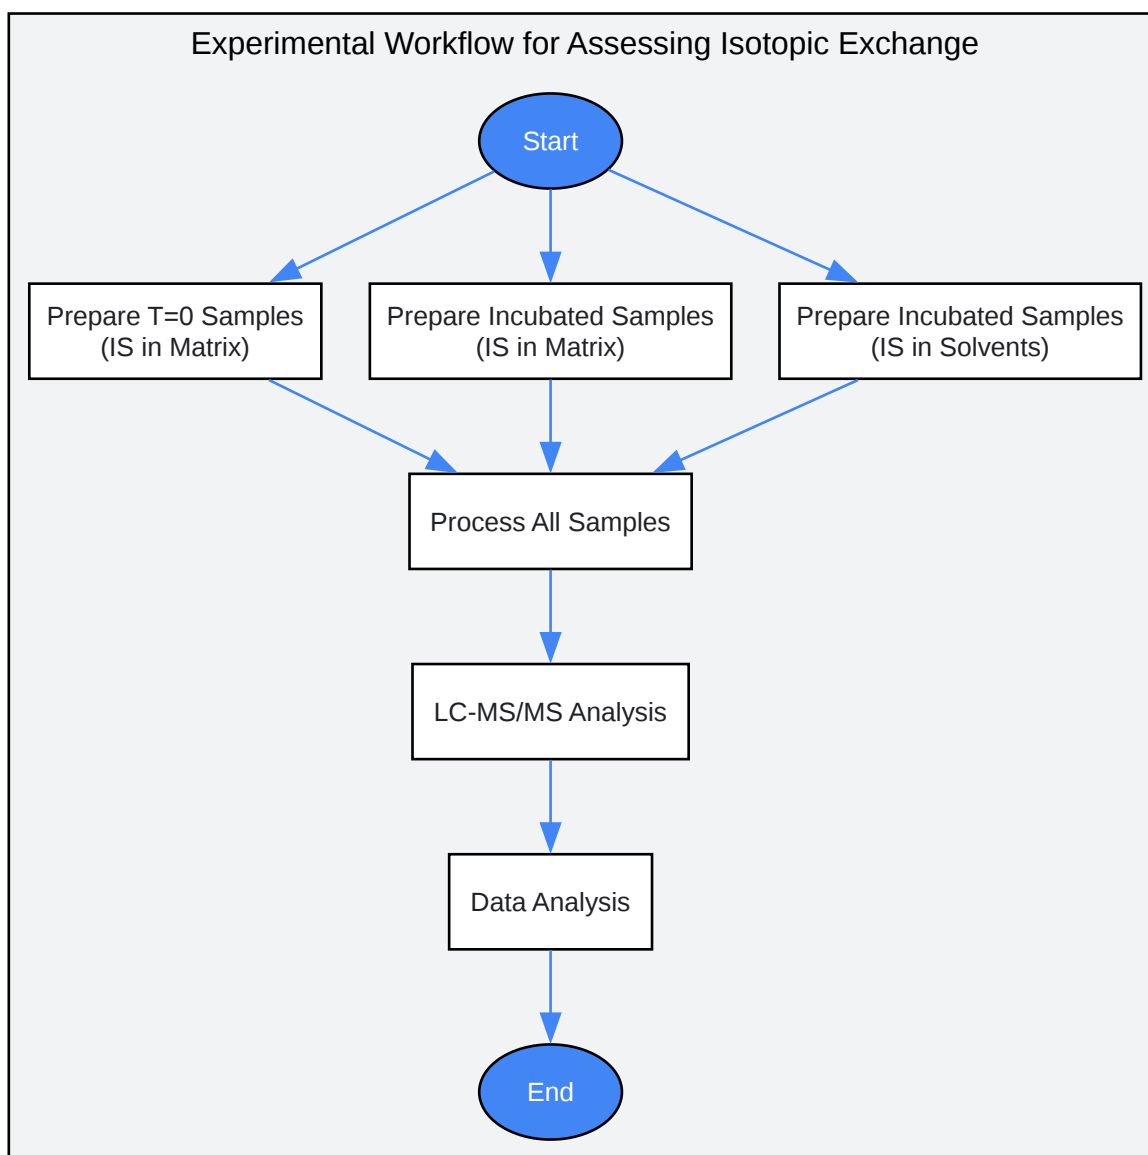 Experimental Workflow for Assessing Isotopic Exchange
Start
Prepare T=0 Samples
(IS in Matrix)
Prepare Incubated Samples
(IS in Matrix)
Prepare Incubated Samples
(IS in Solvents)
Process All Samples
LC-MS/MS Analysis
Data Analysis
End